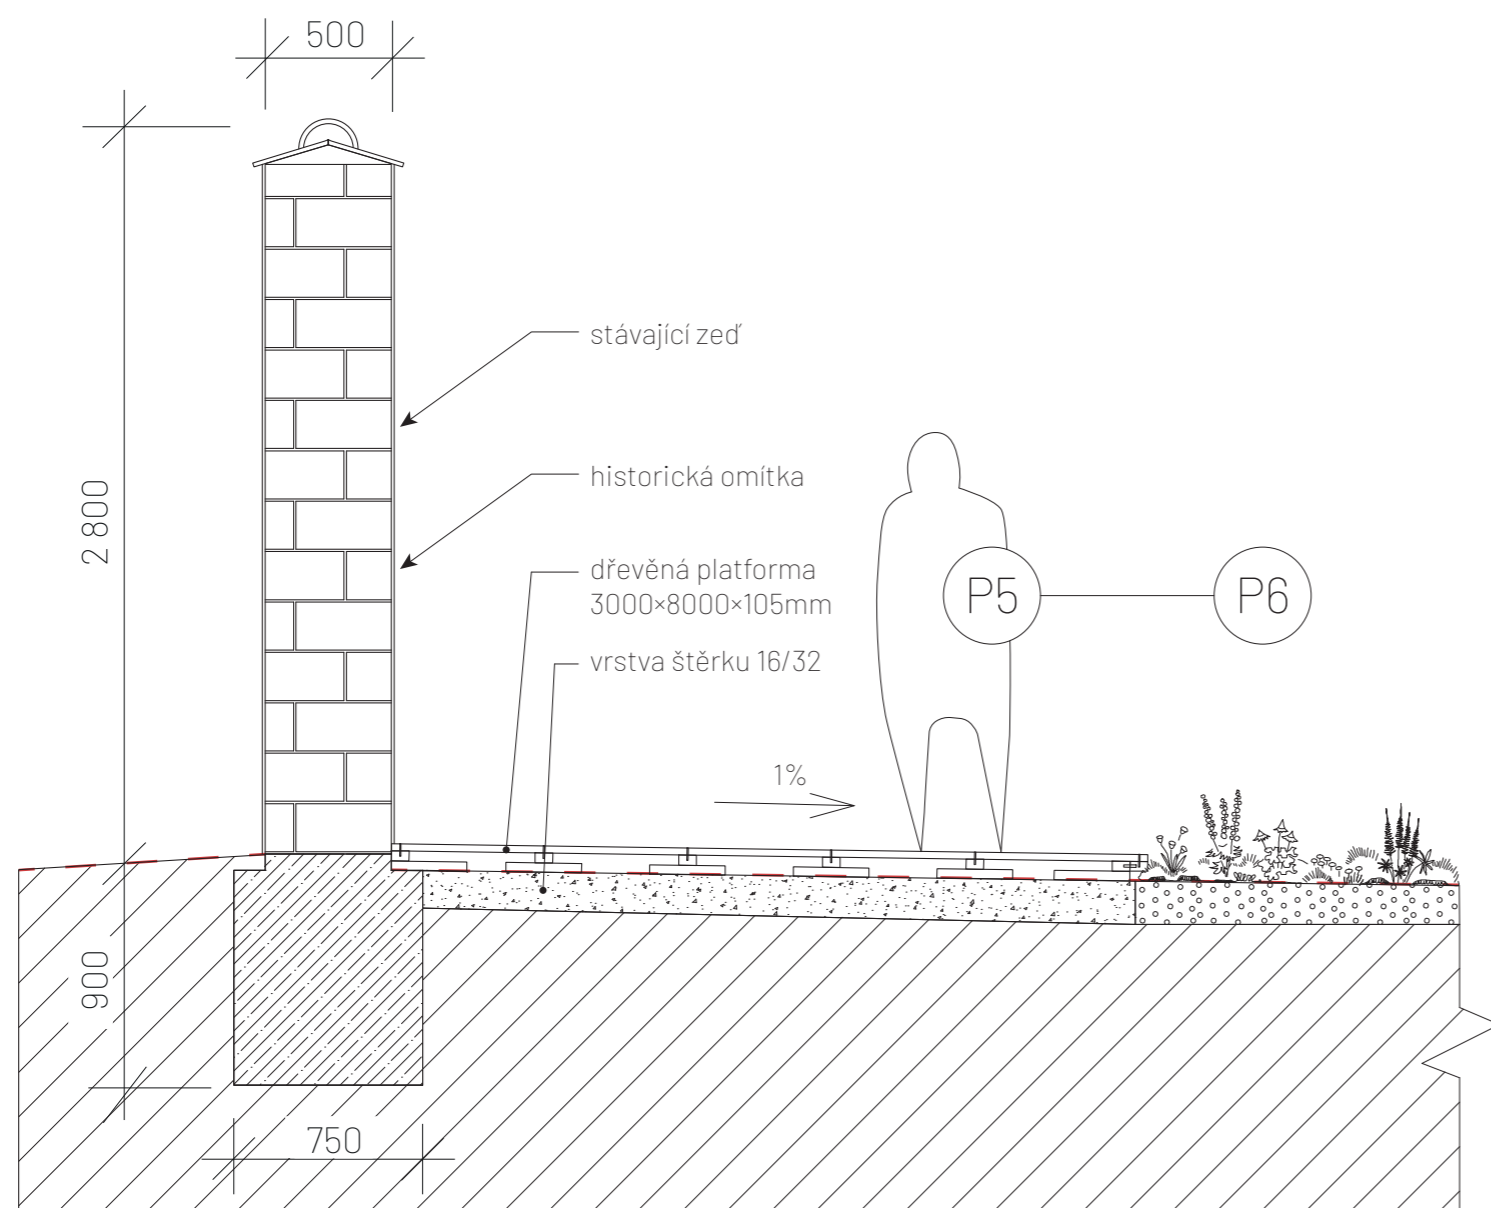 500
stávající zeď
2 800
historická omítka
dřevěná platforma
3000×8000×105mm
P5
P6
vrstva štěrku 16/32
1%
900
750